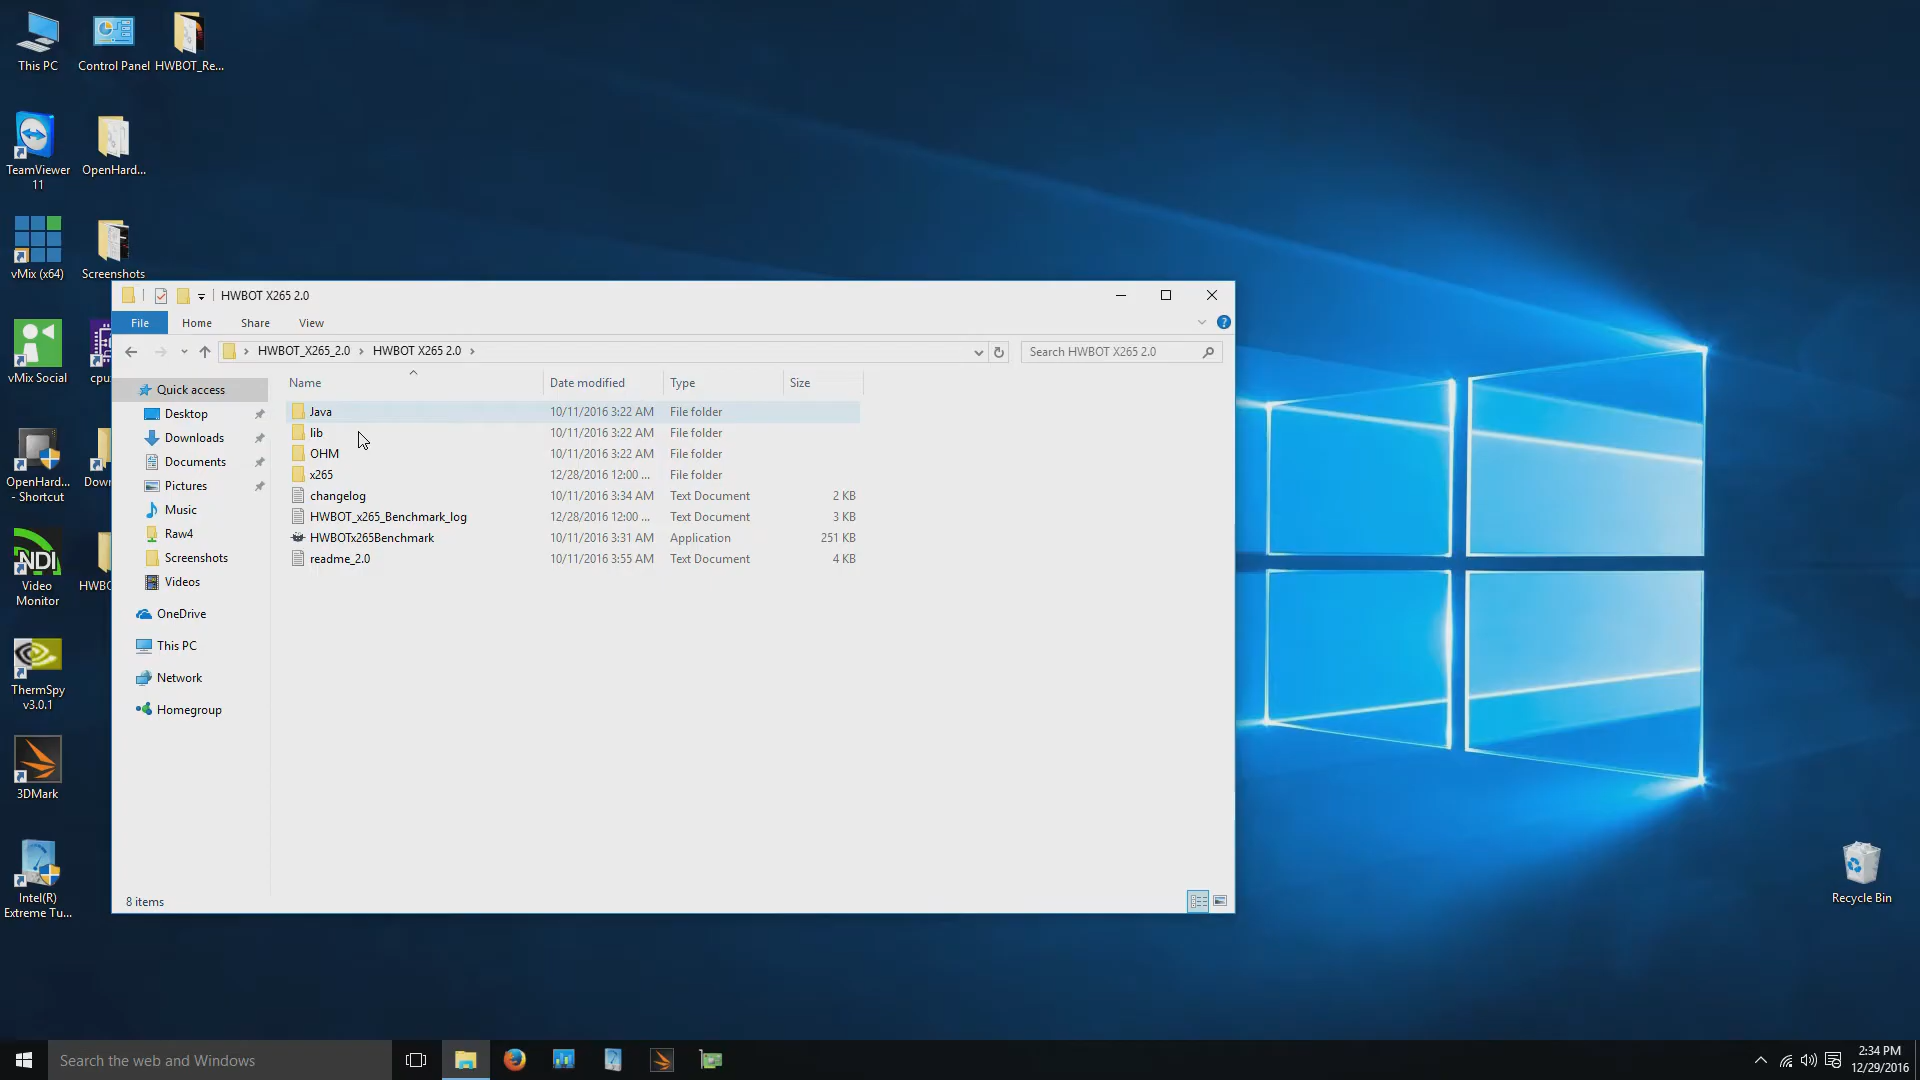 This PC
Control Panel
HWBOT_Re...
TeamViewer
11
OpenHard...
vMix (x64)
Screenshots
vMix Social
cpu
OpenHard...
- Shortcut
Down
NDI
Video
Monitor
HWBO
ThermSpy
v3.0.1
3DMark
Intel(R)
Extreme Tu...
Recycle Bin
HWBOT X265 2.0
File
Home
Share
View
HWBOT_X265_2.0
HWBOT X265 2.0
Search HWBOT X265 2.0
Name
Date modified
Type
Size
Quick access
Desktop
Downloads
Documents
Pictures
Music
Raw4
Screenshots
Videos
OneDrive
This PC
Network
Homegroup
Java 10/11/2016 3:22 AM File folder
lib 10/11/2016 3:22 AM File folder
OHM 10/11/2016 3:22 AM File folder
x265 12/28/2016 12:00 ... File folder
changelog 10/11/2016 3:34 AM Text Document 2 KB
HWBOT_x265_Benchmark_log 12/28/2016 12:00 ... Text Document 3 KB
HWBOTx265Benchmark 10/11/2016 3:31 AM Application 251 KB
readme_2.0 10/11/2016 3:55 AM Text Document 4 KB
8 items
Search the web and Windows
2:34 PM
12/29/2016